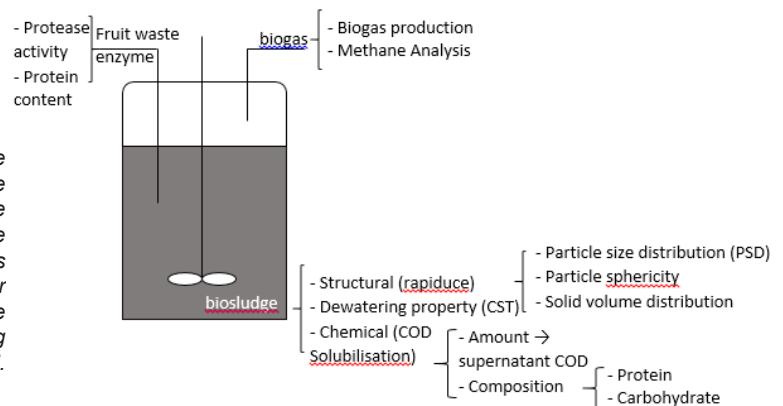 - Protease
activity
- Protein
content
Fruit waste
enzyme
biogas
- Biogas production
- Methane Analysis
e
e
e
e
s
r
e
g
.
biosludge
- Structural (rapiduce)
- Dewatering property (CST)
- Chemical (COD
Solubilisation)
- Particle size distribution (PSD)
- Particle sphericity
- Solid volume distribution
- Amount →
supernatant COD
- Composition
- Protein
- Carbohydrate